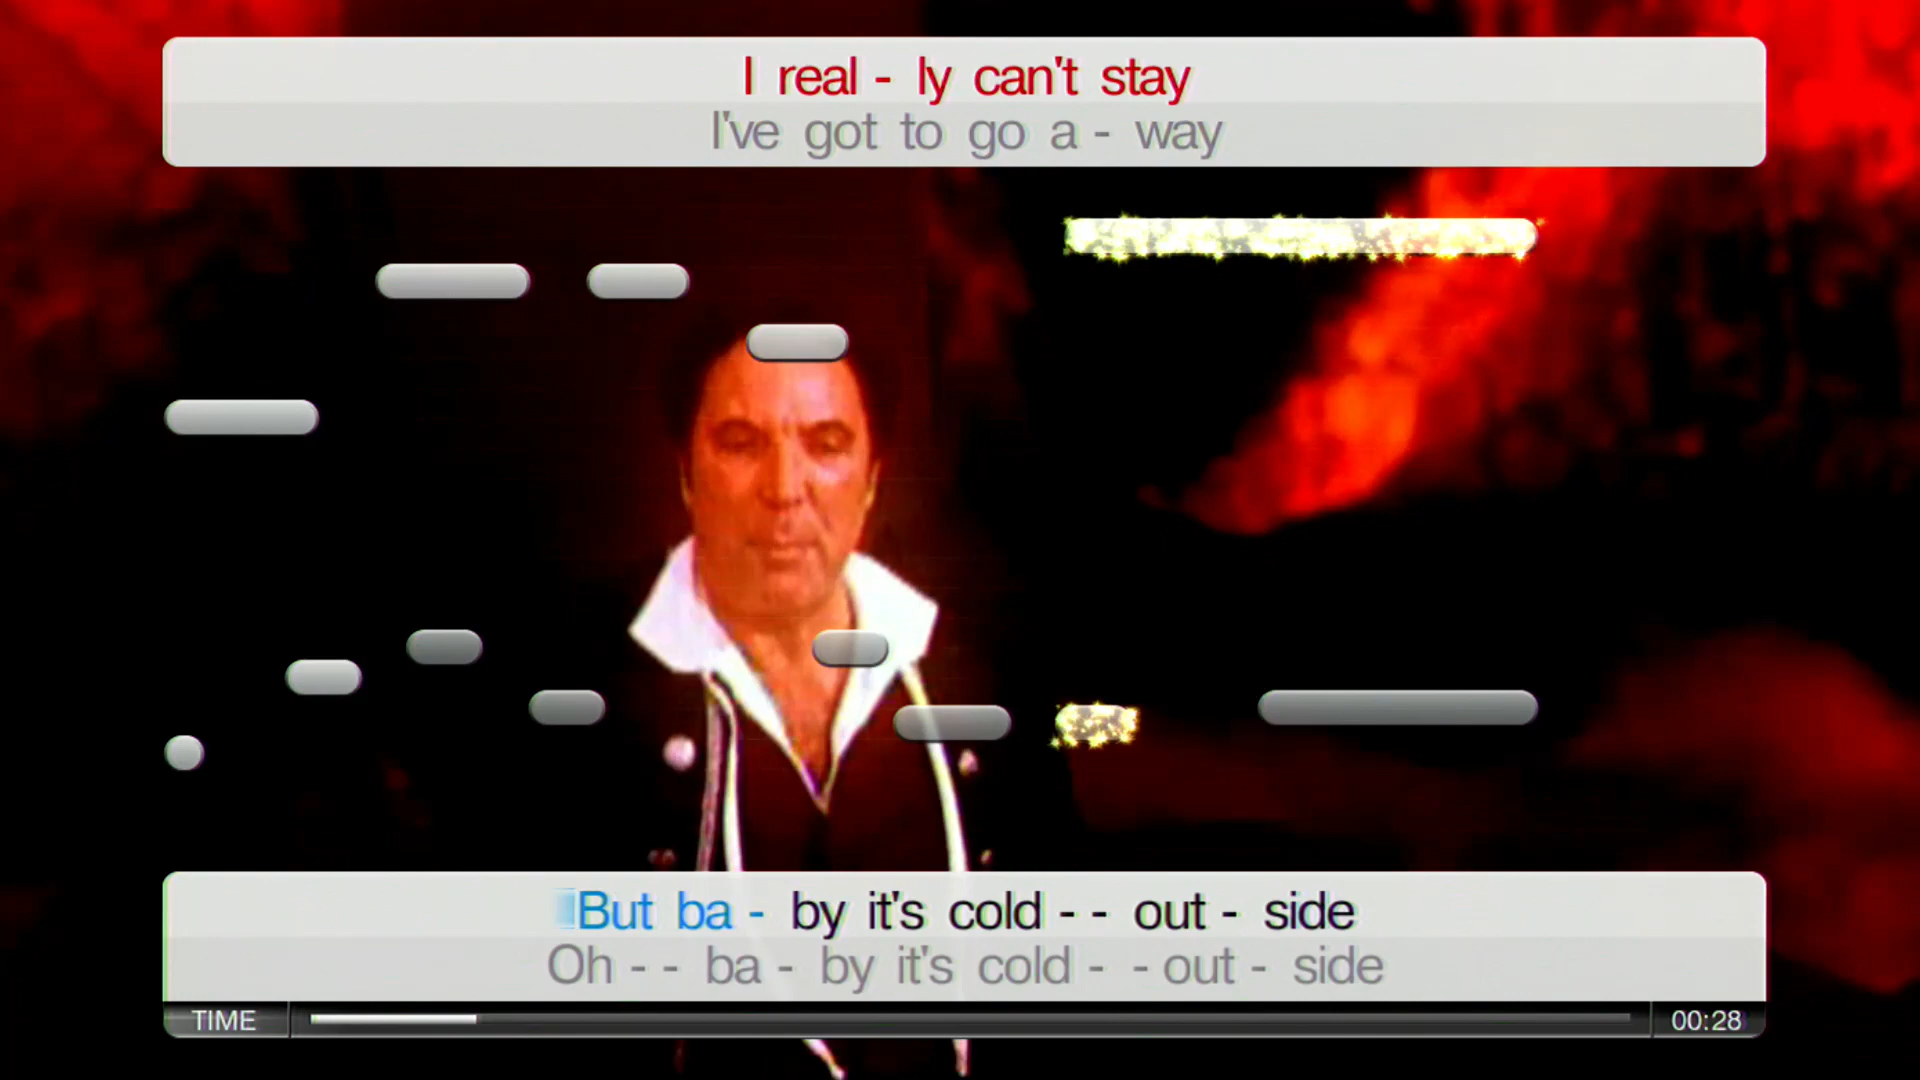 I real - ly can't stay
I've got to go a - way
But ba - by it's cold - - out - side
Oh - - ba - by it's cold - - out - side
TIME 00:28